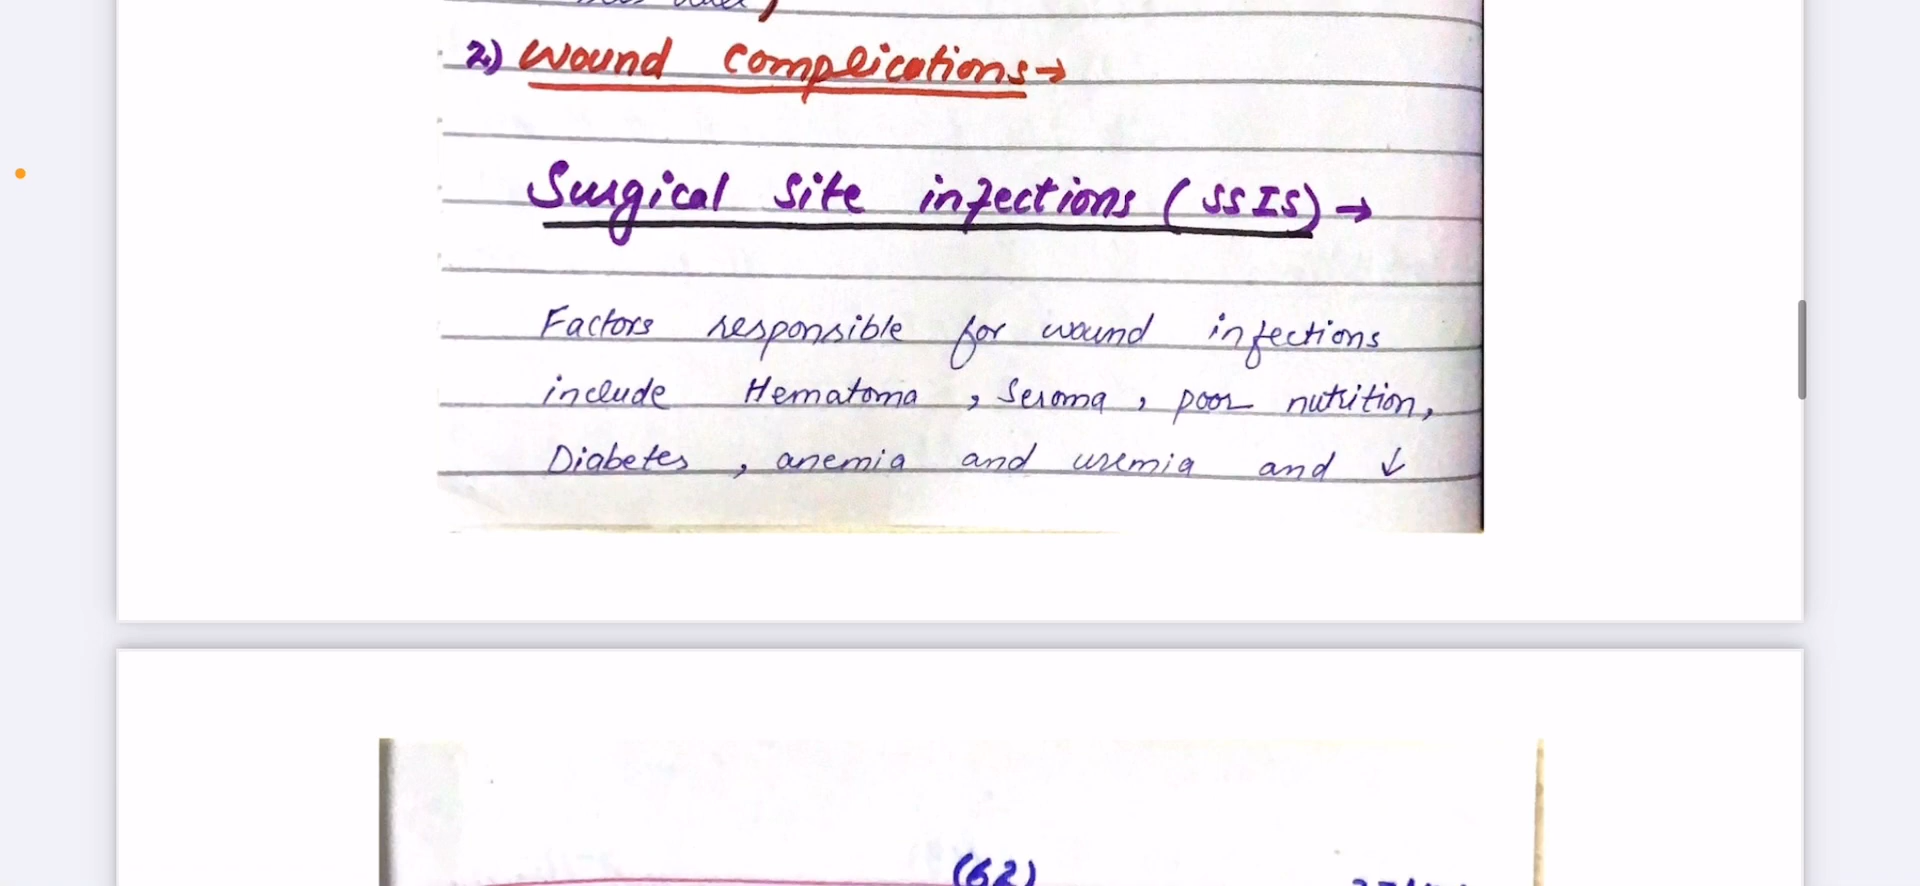 2) Wound Complications→
Surgical Site infections (SSIS)→
Factors responsible for wound infections
include Hematoma , Seroma , poor nutrition,
Diabetes , anemia and uremia and ↓
(62)